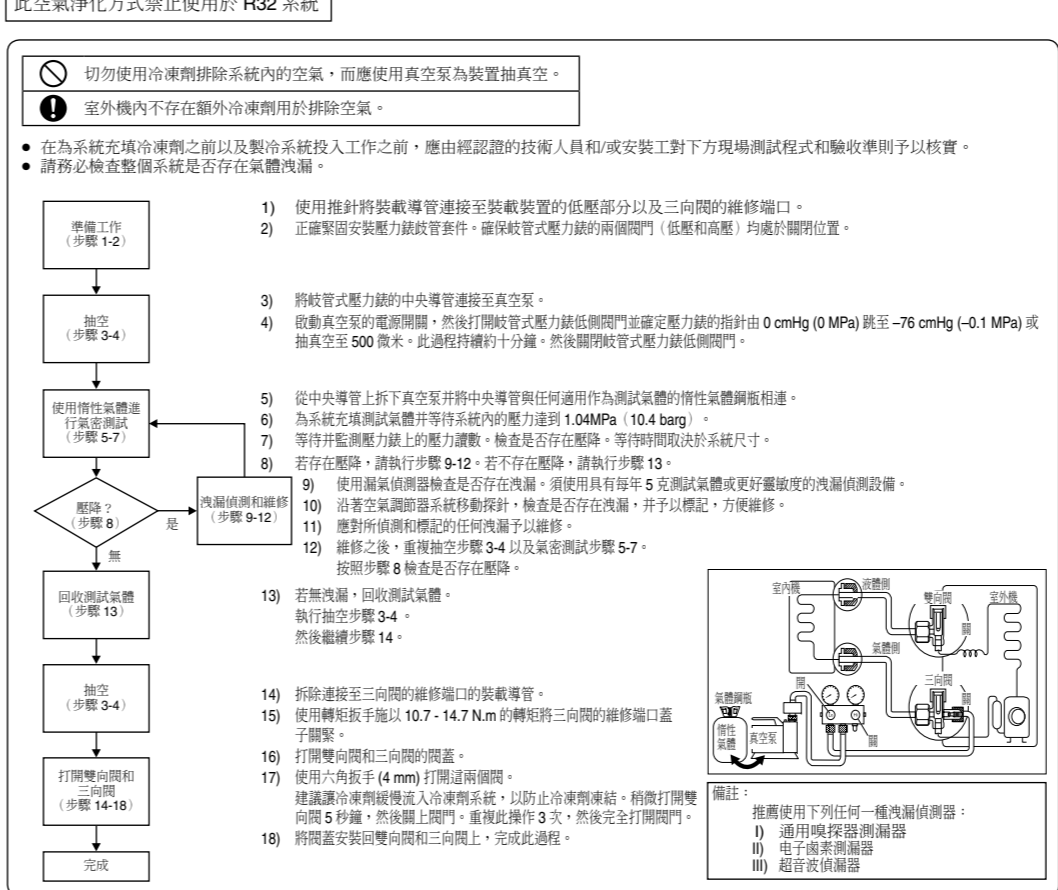 此空氣淨化方式禁止使用於 R32 系統
切勿使用冷凍劑排除系統內的空氣，而應使用真空泵為裝置抽真空。
室外機內不存在額外冷凍劑用於排除空氣。
● 在為系統充填冷凍劑之前以及製冷系統投入工作之前，應由經認證的技術人員和/或安裝工對下方現場測試程式和驗收準則予以核實。
● 請務必檢查整個系統是否存在氣體洩漏。
準備工作
（步驟 1-2）
1) 使用推針將裝載導管連接至裝載裝置的低壓部分以及三向閥的維修端口。
2) 正確緊固安裝壓力錶歧管套件。確保岐管式壓力錶的兩個閥門（低壓和高壓）均處於關閉位置。
抽空
（步驟 3-4）
3) 將岐管式壓力錶的中央導管連接至真空泵。
4) 啟動真空泵的電源開關，然後打開岐管式壓力錶低側閥門並確定壓力錶的指針由 0 cmHg (0 MPa) 跳至 –76 cmHg (–0.1 MPa) 或
抽真空至 500 微米。此過程持續約十分鐘。然後關閉岐管式壓力錶低側閥門。
使用惰性氣體進
行氣密測試
（步驟 5-7）
5) 從中央導管上拆下真空泵并將中央導管與任何適用作為測試氣體的惰性氣體鋼瓶相連。
6) 為系統充填測試氣體并等待系統內的壓力達到 1.04MPa（10.4 barg）。
7) 等待并監測壓力錶上的壓力讀數。檢查是否存在壓降。等待時間取決於系統尺寸。
8) 若存在壓降，請執行步驟 9-12。若不存在壓降，請執行步驟 13。
壓降？
（步驟 8）
是
無
洩漏偵測和維修
（步驟 9-12）
9) 使用漏氣偵測器檢查是否存在洩漏。須使用具有每年 5 克測試氣體或更好靈敏度的洩漏偵測設備。
10) 沿著空氣調節器系統移動探針，檢查是否存在洩漏，并予以標記，方便維修。
11) 應對所偵測和標記的任何洩漏予以維修。
12) 維修之後，重複抽空步驟 3-4 以及氣密測試步驟 5-7。
按照步驟 8 檢查是否存在壓降。
回收測試氣體
（步驟 13）
13) 若無洩漏，回收測試氣體。
執行抽空步驟 3-4 。
然後繼續步驟 14。
抽空
（步驟 3-4）
14) 拆除連接至三向閥的維修端口的裝載導管。
15) 使用轉矩扳手施以 10.7 - 14.7 N.m 的轉矩將三向閥的維修端口蓋
子關緊。
16) 打開雙向閥和三向閥的閥蓋。
打開雙向閥和
三向閥
（步驟 14-18）
17) 使用六角扳手 (4 mm) 打開這兩個閥。
建議讓冷凍劑緩慢流入冷凍劑系統，以防止冷凍劑凍結。稍微打開雙
向閥 5 秒鐘，然後關上閥門。重複此操作 3 次，然後完全打開閥門。
18) 將閥蓋安裝回雙向閥和三向閥上，完成此過程。
完成
室內機
液體側
雙向閥
室外機
關
氣體側
三向閥
開
關
氣體鋼瓶
惰性
氣體
真空泵
關
備註：
推薦使用下列任何一種洩漏偵測器：
I) 通用嗅探器測漏器
II) 电子鹵素測漏器
III) 超音波偵漏器